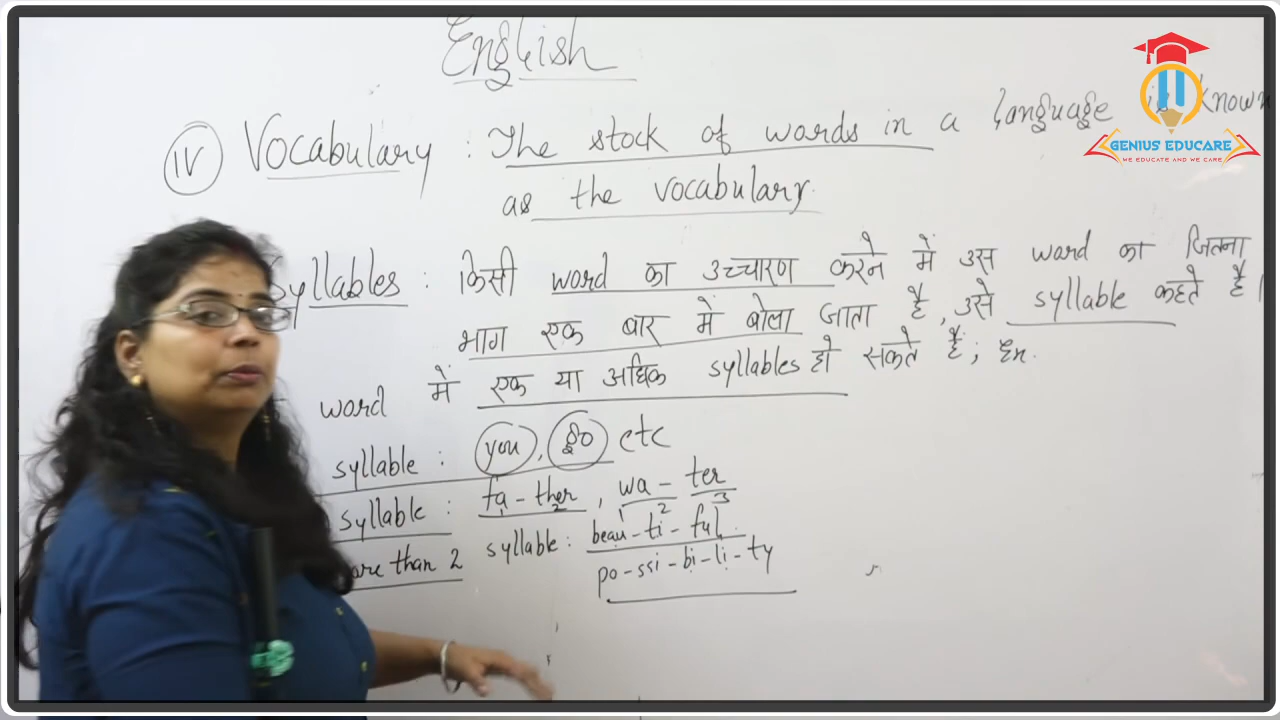 English
IV Vocabulary : The stock of words in a language is known
as the vocabulary.
Syllables : किसी word का उच्चारण करने में उस word का जितना
भाग एक बार में बोला जाता है, उसे syllable कहते है।
word में एक या अधिक syllables हो सकते हैं; Ex.
syllable : you, go etc
syllable : fa - ther, wa - ter
1 2 3
more than 2 syllable : beau - ti - ful
po - ssi - bi - li - ty
GENIUS EDUCARE
WE EDUCATE AND WE CARE